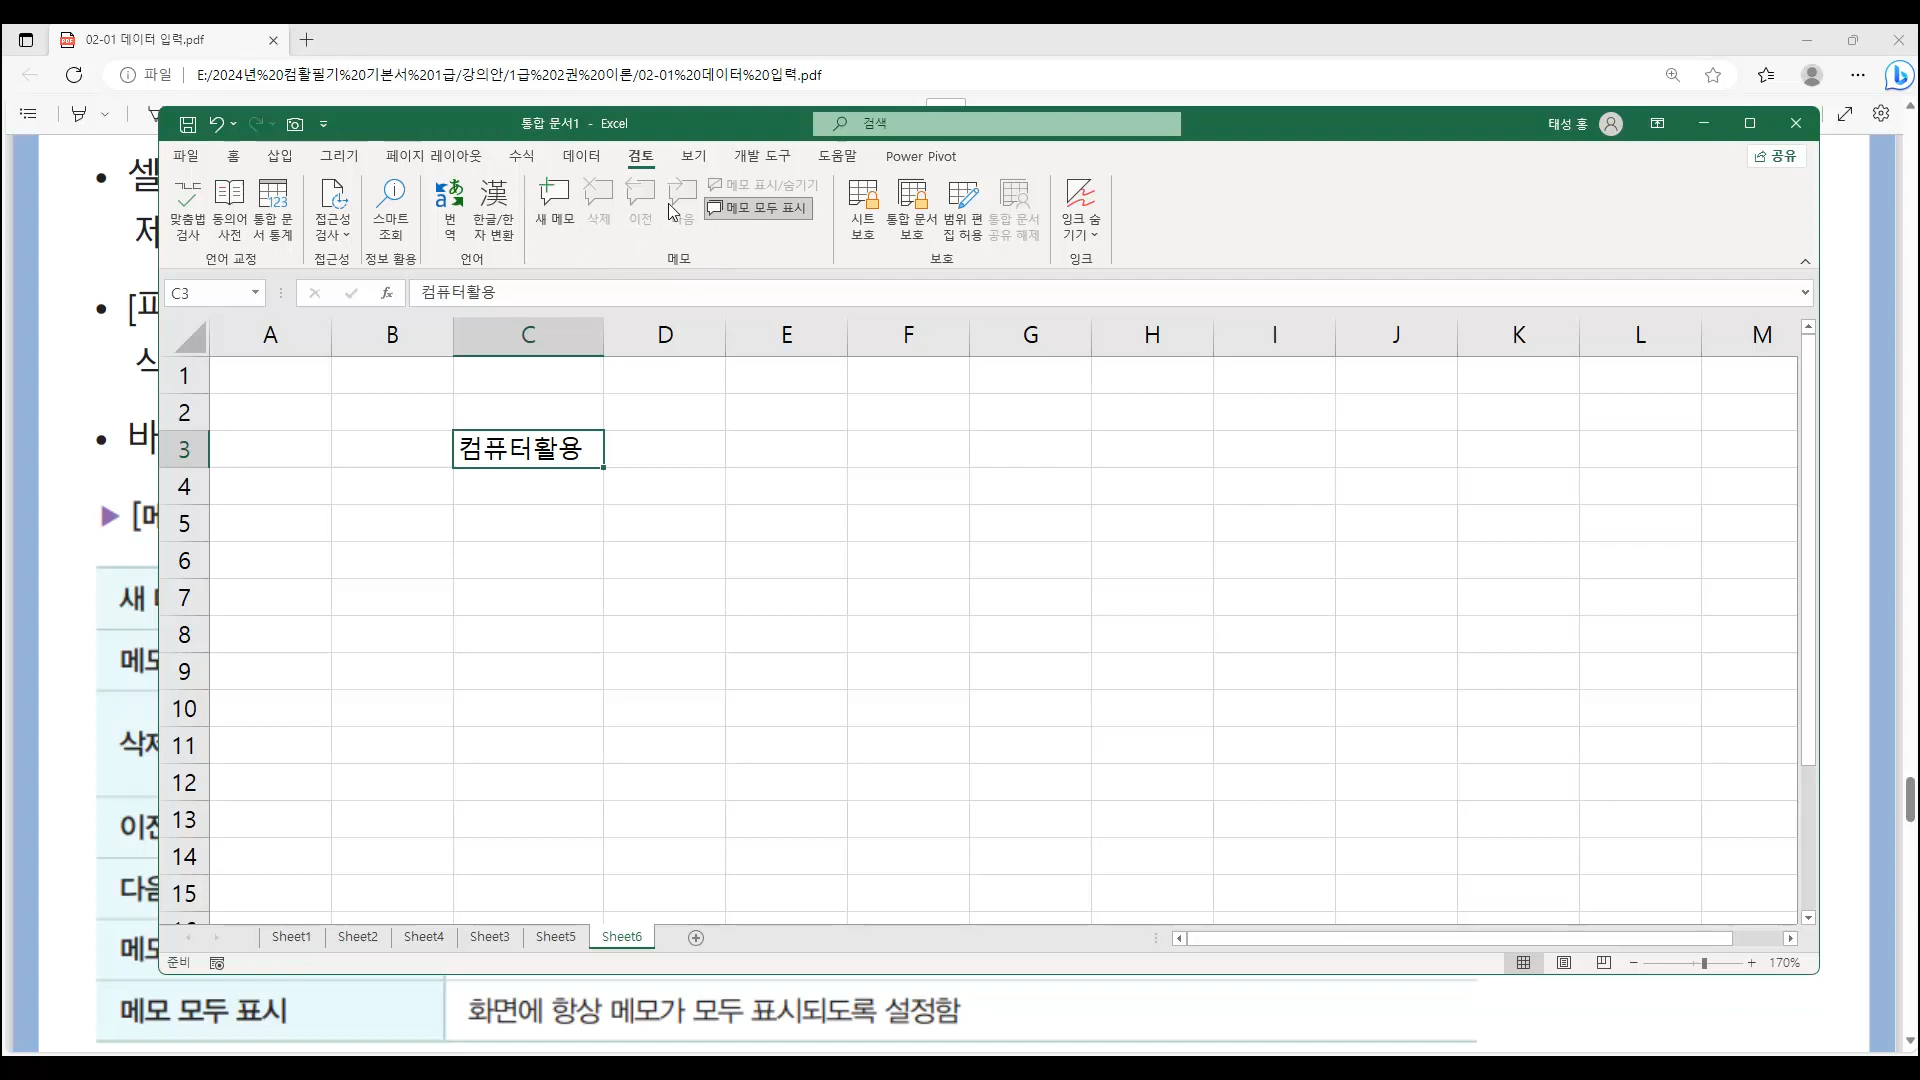 02-01 데이터 입력.pdf
파일
E:/2024년%20컴활필기%20기본서%201급/강의안/1급%202권%20이론/02-01%20데이터%20입력.pdf
통합 문서1 - Excel
검색
태성 홍
파일 홈 삽입 그리기 페이지 레이아웃 수식 데이터 검토 보기 개발 도구 도움말 Power Pivot
공유
맞춤법 검사
동의어 사전
통합 문서 통계
언어 교정
접근성 검사
접근성
스마트 조회
정보 활용
번역
한글/한자 변환
언어
새 메모
삭제
이전
메모 표시/숨기기
메모 모두 표시
메모
시트 보호
통합 문서 보호
범위 편집 허용
통합 문서 공유 해제
보호
잉크 숨기기
잉크
C3
fx
컴퓨터활용
A B C D E F G H I J K L M
1
2
3 컴퓨터활용
4
5
6
7
8
9
10
11
12
13
14
15
Sheet1 Sheet2 Sheet4 Sheet3 Sheet5 Sheet6
준비
170%
셀
제
바
새
삭제
이전
다음
메모 모두 표시 화면에 항상 메모가 모두 표시되도록 설정함